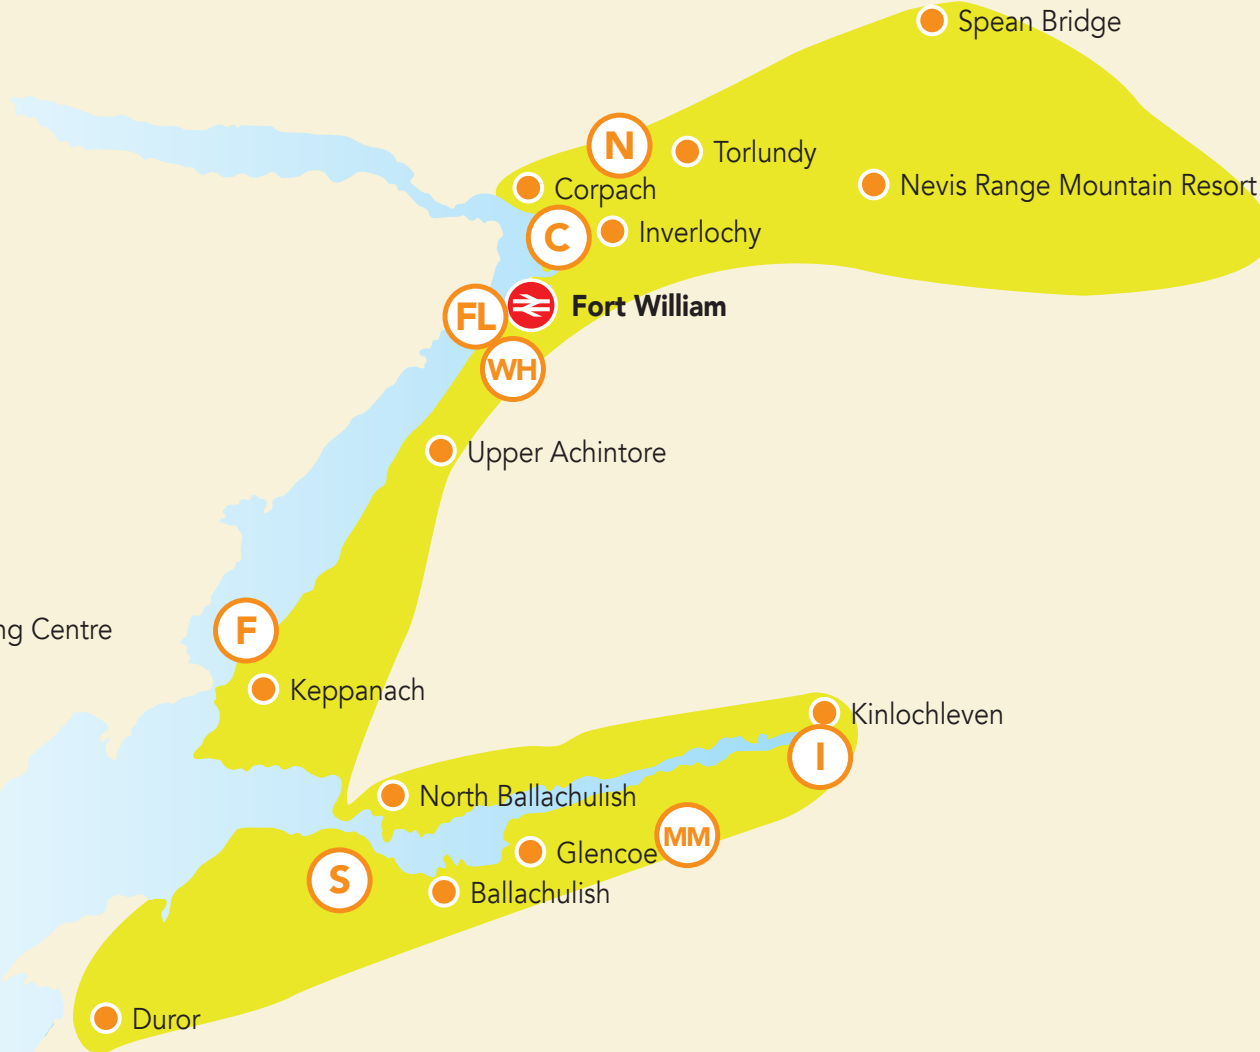 Spean Bridge
N
Torlundy
Corpach
Nevis Range Mountain Resort
C
Inverlochy
FL
Fort William
WH
Upper Achintore
F
ng Centre
Keppanach
Kinlochleven
I
North Ballachulish
MM
Glencoe
S
Ballachulish
Duror